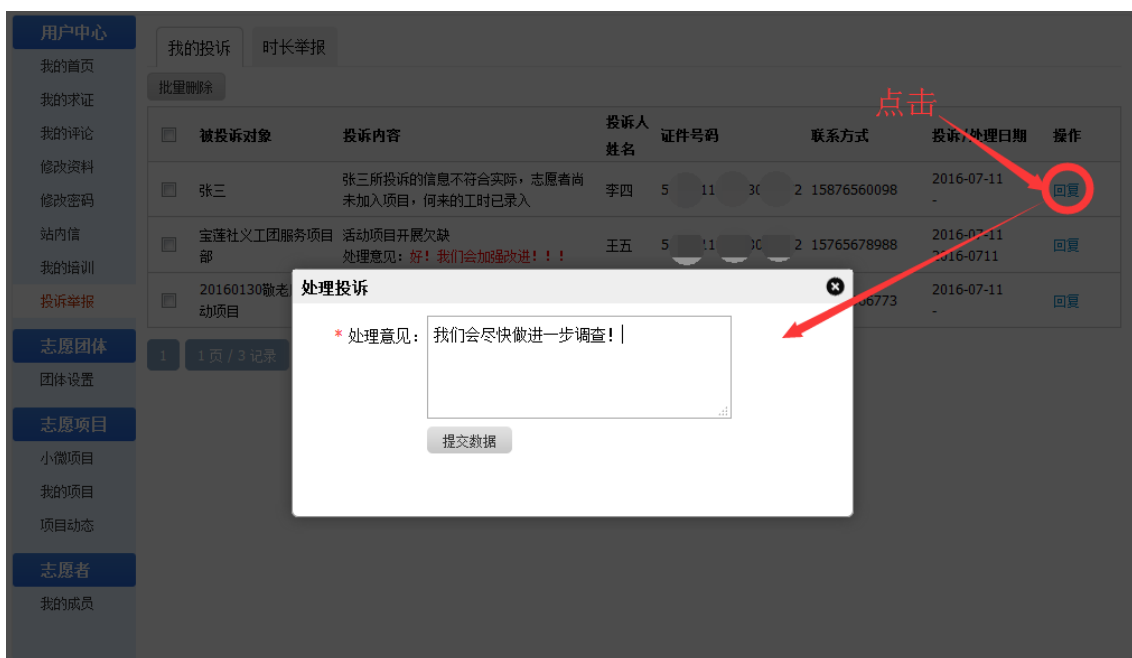 用户中心
我的首页
我的求证
我的评论
修改资料
修改密码
站内信
我的培训
投诉举报
志愿团体
团体设置
志愿项目
小微项目
我的项目
项目动态
志愿者
我的成员
我的投诉 时长举报
批量删除
点击
被投诉对象 投诉内容 投诉人姓名 证件号码 联系方式 投诉/处理日期 操作
张三 张三所投诉的信息不符合实际，志愿者尚 李四 5 11 30 2 15876560098 2016-07-11 回复
未加入项目，何来的工时已录入 -
宝莲社义工团服务项目 活动项目开展欠缺 王五 5 2 15765678988 2016-07-11 回复
部 处理意见：好！我们会加强改进！！！ 2016-0711
20160130敬老 6773 2016-07-11 回复
动项目 -
1 1 页 / 3 记录
处理投诉
* 处理意见： 我们会尽快做进一步调查！
提交数据